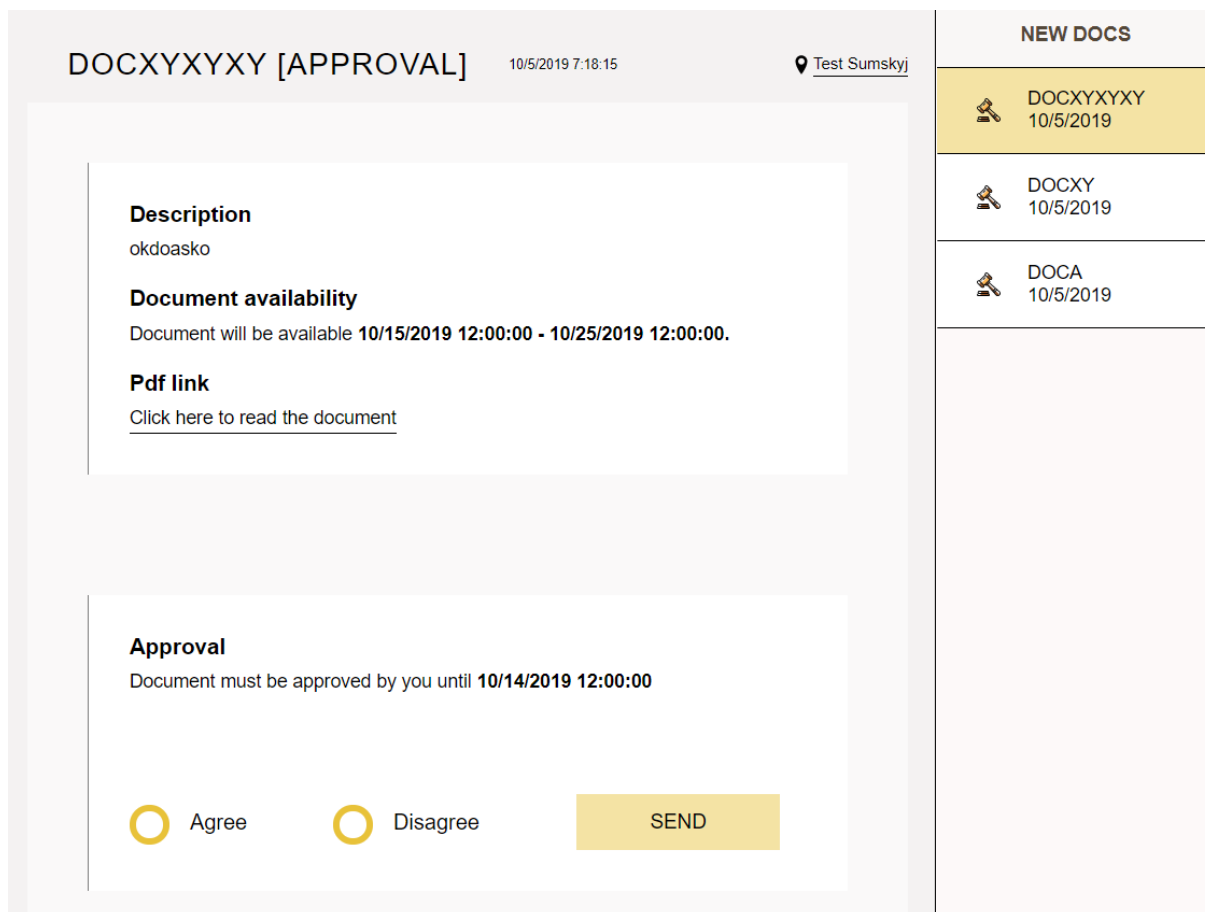 DOCXYXYXY [APPROVAL] 10/5/2019 7:18:15 Test Sumskyj
Description
okdoasko
Document availability
Document will be available 10/15/2019 12:00:00 - 10/25/2019 12:00:00.
Pdf link
Click here to read the document
Approval
Document must be approved by you until 10/14/2019 12:00:00
Agree Disagree SEND
NEW DOCS
DOCXYXYXY
10/5/2019
DOCXY
10/5/2019
DOCA
10/5/2019